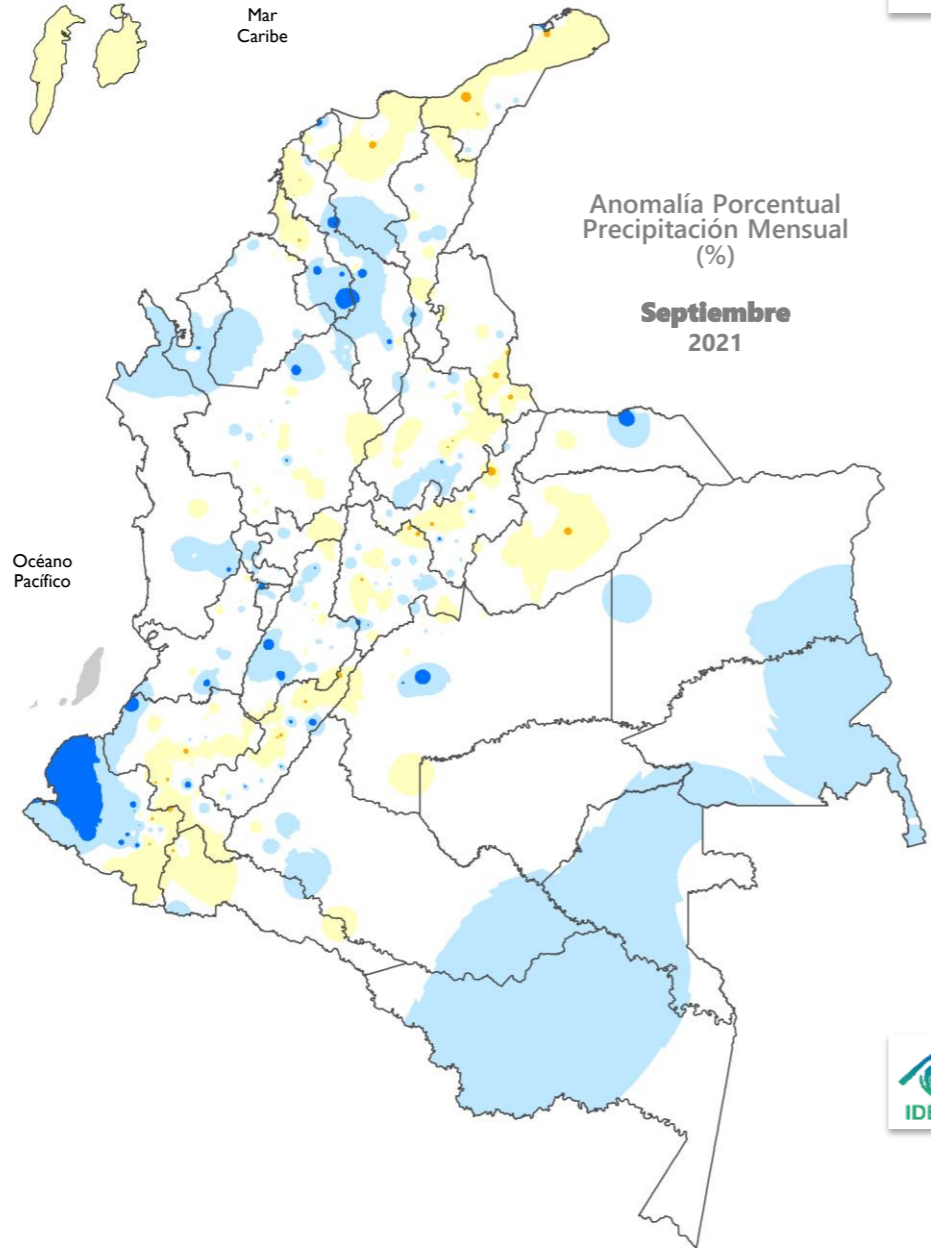 Mar
Caribe
Anomalía Porcentual
Precipitación Mensual
(%)
Septiembre
2021
Océano
Pacífico